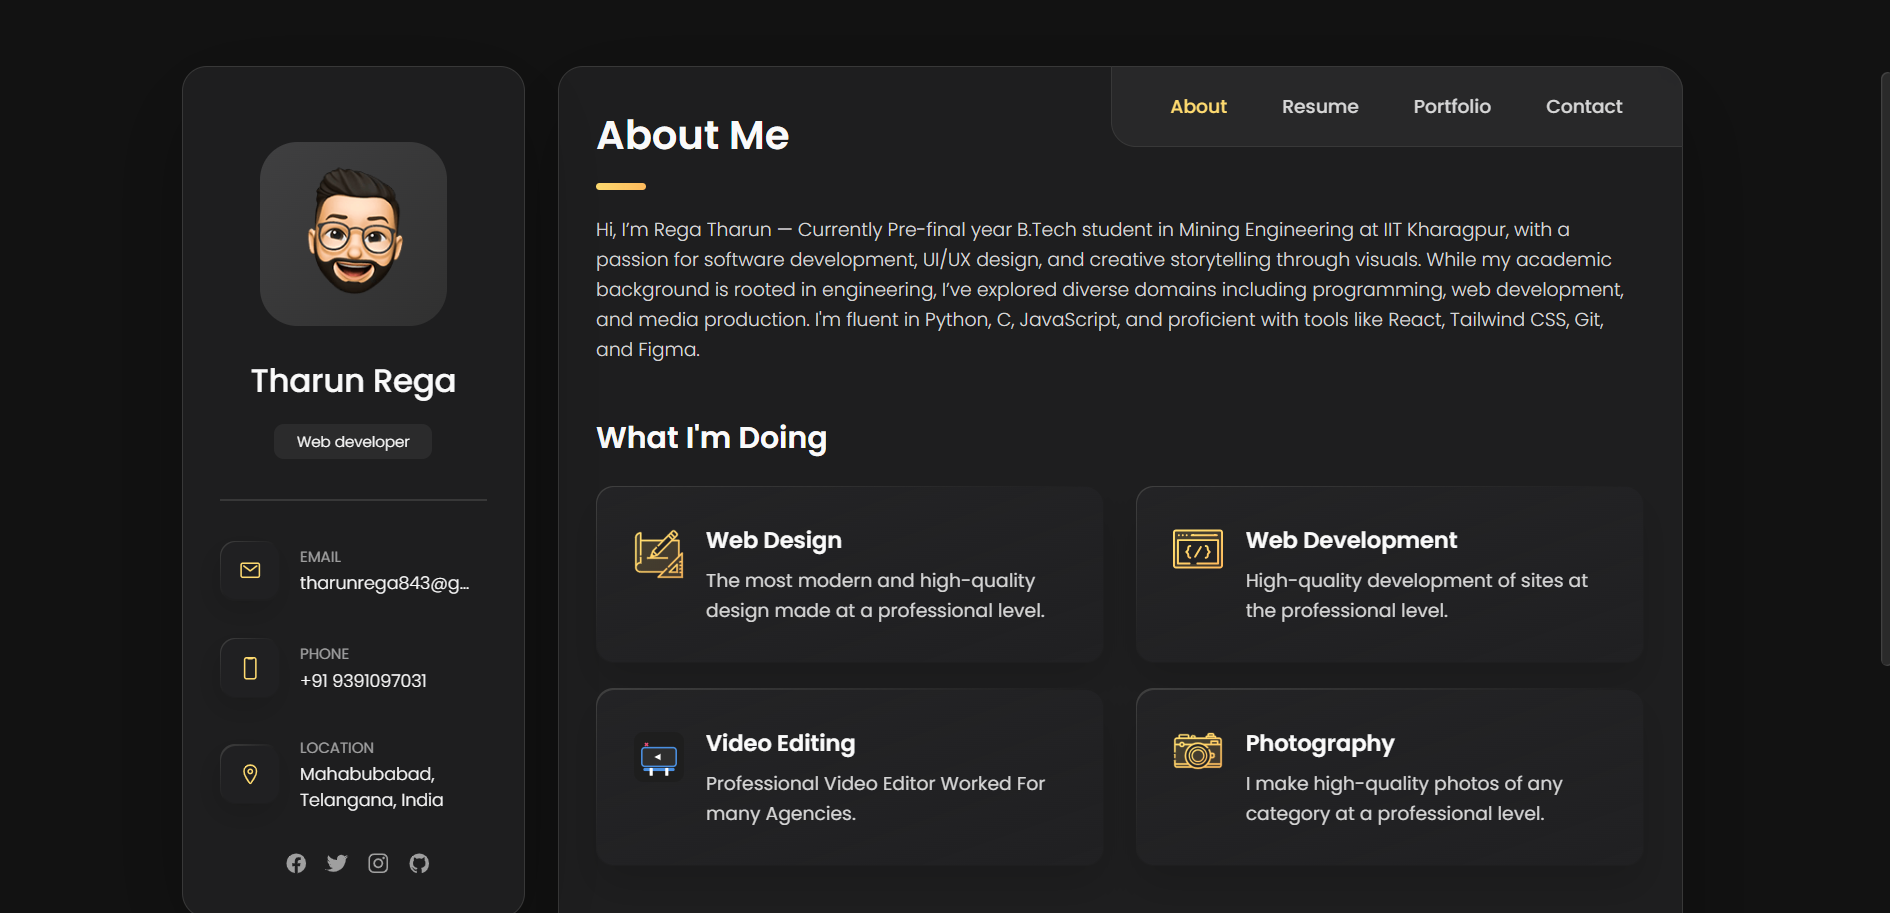 Tharun Rega
Web developer
EMAIL
tharunrega843@g...
PHONE
+91 9391097031
LOCATION
Mahabubabad,
Telangana, India
About Resume Portfolio Contact
About Me
Hi, I’m Rega Tharun — Currently Pre-final year B.Tech student in Mining Engineering at IIT Kharagpur, with a
passion for software development, UI/UX design, and creative storytelling through visuals. While my academic
background is rooted in engineering, I’ve explored diverse domains including programming, web development,
and media production. I'm fluent in Python, C, JavaScript, and proficient with tools like React, Tailwind CSS, Git,
and Figma.
What I'm Doing
Web Design
The most modern and high-quality
design made at a professional level.
Web Development
High-quality development of sites at
the professional level.
Video Editing
Professional Video Editor Worked For
many Agencies.
Photography
I make high-quality photos of any
category at a professional level.